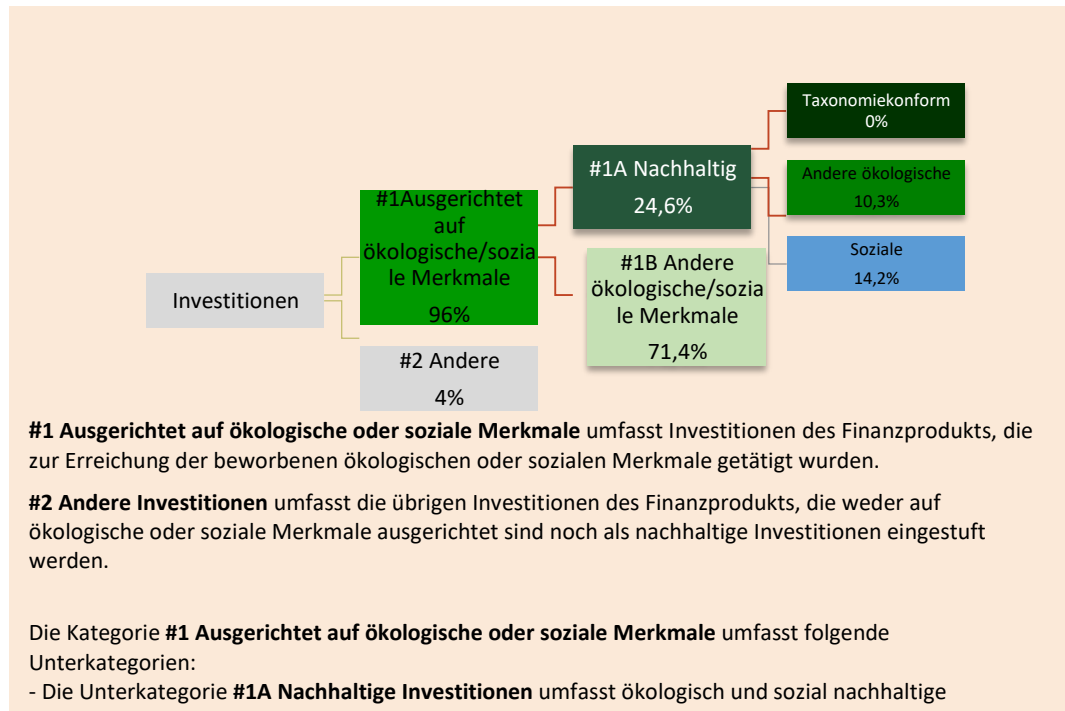 Investitionen
#1Ausgerichtet
auf
ökologische/sozia
le Merkmale
96%
#2 Andere
4%
#1A Nachhaltig
24,6%
#1B Andere
ökologische/sozia
le Merkmale
71,4%
Taxonomiekonform
0%
Andere ökologische
10,3%
Soziale
14,2%
#1 Ausgerichtet auf ökologische oder soziale Merkmale umfasst Investitionen des Finanzprodukts, die
zur Erreichung der beworbenen ökologischen oder sozialen Merkmale getätigt wurden.
#2 Andere Investitionen umfasst die übrigen Investitionen des Finanzprodukts, die weder auf
ökologische oder soziale Merkmale ausgerichtet sind noch als nachhaltige Investitionen eingestuft
werden.
Die Kategorie #1 Ausgerichtet auf ökologische oder soziale Merkmale umfasst folgende
Unterkategorien:
- Die Unterkategorie #1A Nachhaltige Investitionen umfasst ökologisch und sozial nachhaltige